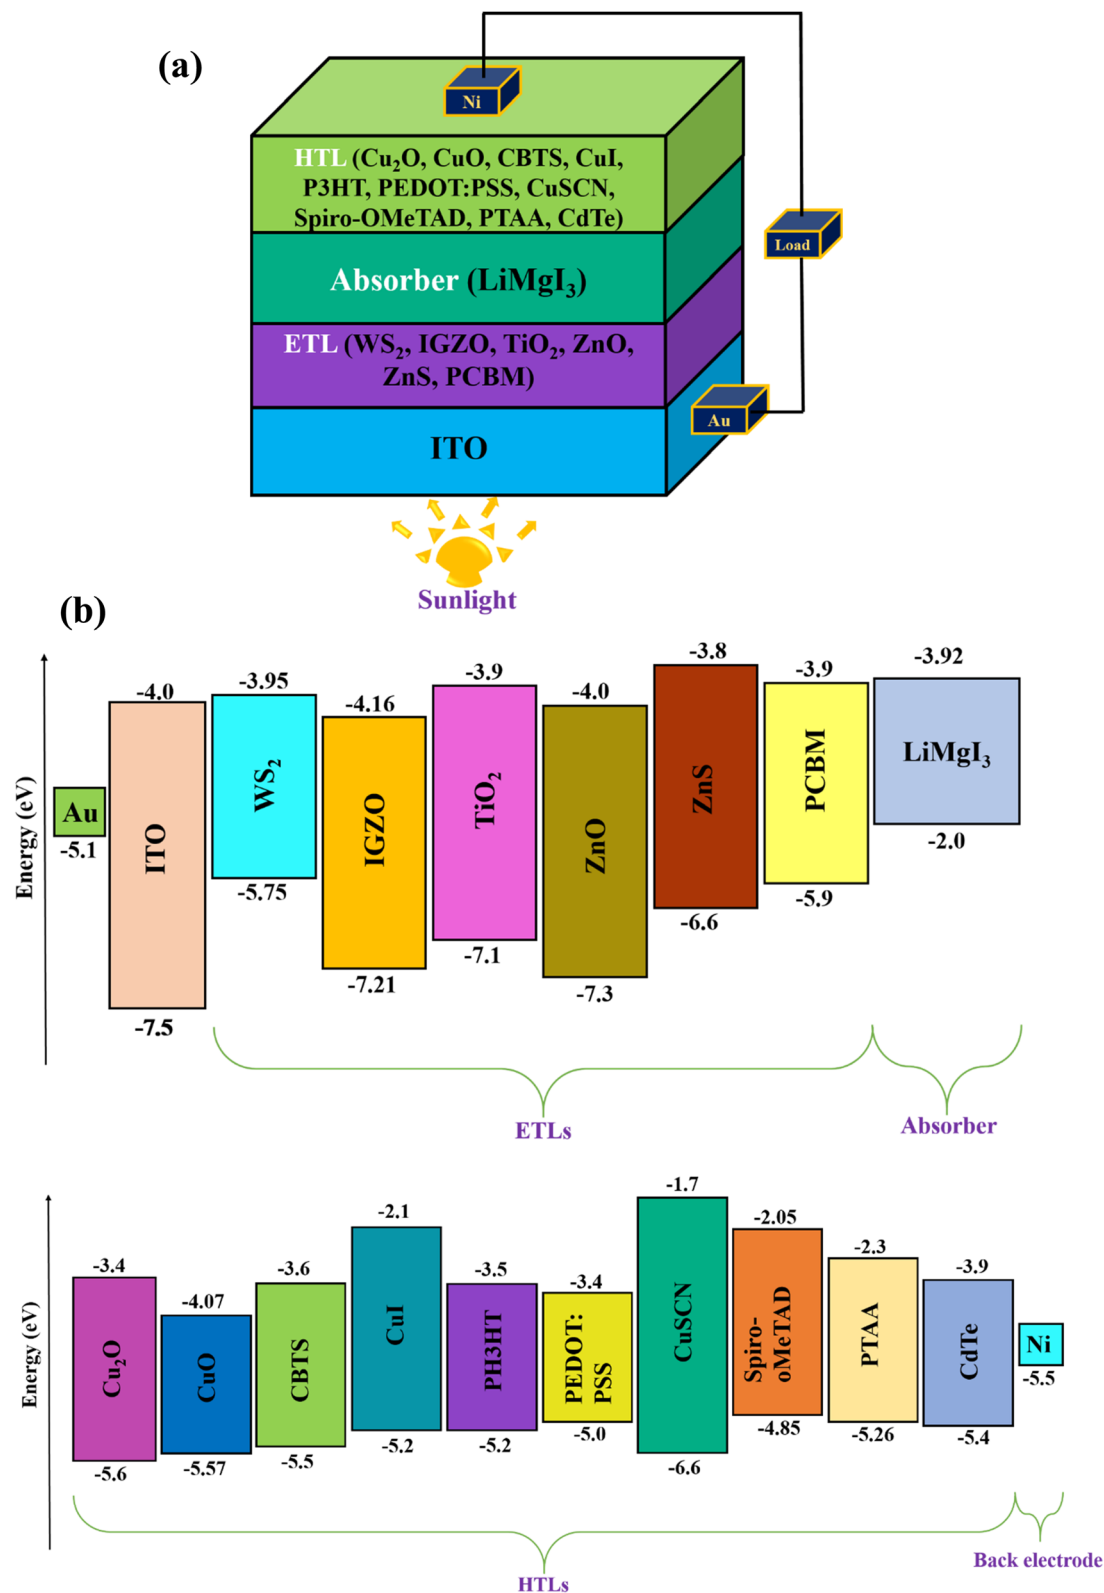 (a)
Ni
HTL (Cu₂O, CuO, CBTS, CuI,
P3HT, PEDOT:PSS, CuSCN,
Spiro-OMeTAD, PTAA, CdTe)
Load
Absorber (LiMgI₃)
ETL (WS₂, IGZO, TiO₂, ZnO,
ZnS, PCBM)
Au
ITO
Sunlight
(b)
Energy (eV)
Au
-5.1
-4.0
ITO
-7.5
-3.95
WS₂
-5.75
-4.16
IGZO
-7.21
-3.9
TiO₂
-7.1
-4.0
ZnO
-7.3
-3.8
ZnS
-6.6
-3.9
PCBM
-5.9
-3.92
LiMgI₃
-2.0
ETLs
Absorber
Energy (eV)
-3.4
Cu₂O
-5.6
-4.07
CuO
-5.57
-3.6
CBTS
-5.5
-2.1
CuI
-5.2
-3.5
PH3HT
-5.2
-3.4
PEDOT:
PSS
-5.0
-1.7
CuSCN
-6.6
-2.05
Spiro-
oMeTAD
-4.85
-2.3
PTAA
-5.26
-3.9
CdTe
-5.4
Ni
-5.5
HTLs
Back electrode